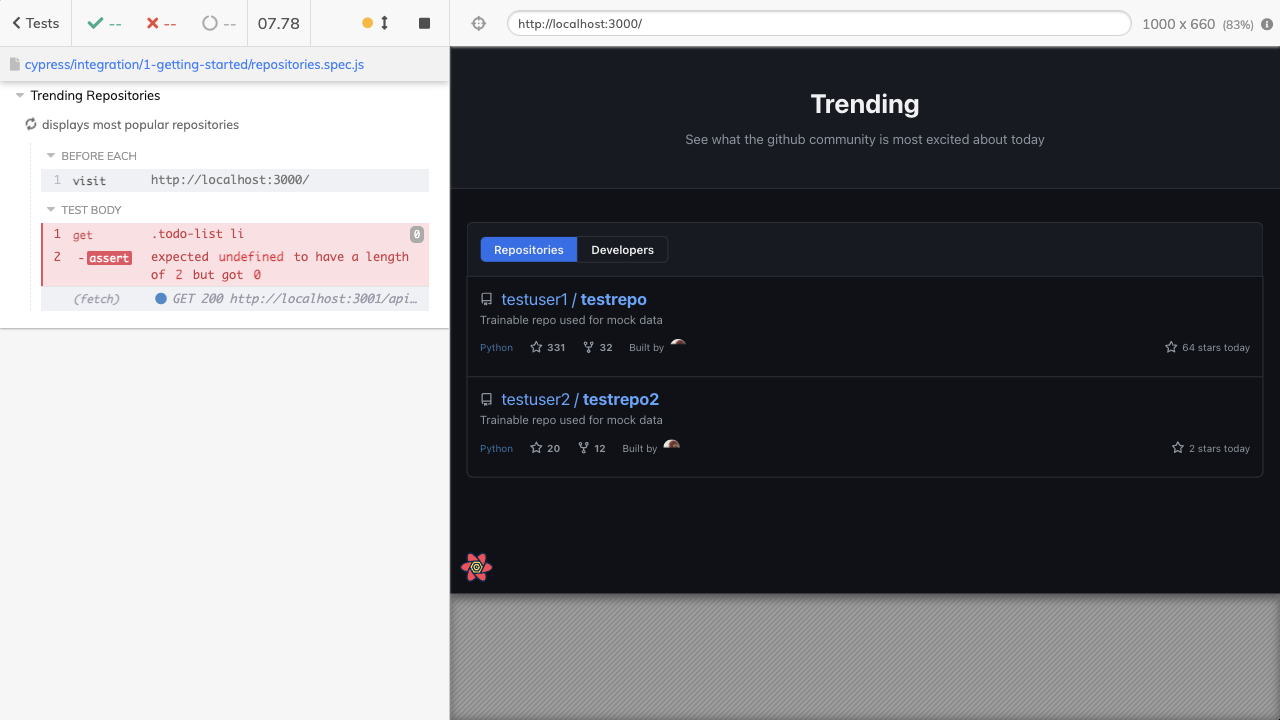 Tests
--
--
--
07.78
http://localhost:3000/
1000 x 660 (83%)
cypress/integration/1-getting-started/repositories.spec.js
Trending Repositories
displays most popular repositories
BEFORE EACH
1 visit http://localhost:3000/
TEST BODY
1 get .todo-list li 0
2 -assert expected undefined to have a length
of 2 but got 0
(fetch) GET 200 http://localhost:3001/api…
Trending
See what the github community is most excited about today
Repositories Developers
testuser1 / testrepo
Trainable repo used for mock data
Python 331 32 Built by 64 stars today
testuser2 / testrepo2
Trainable repo used for mock data
Python 20 12 Built by 2 stars today